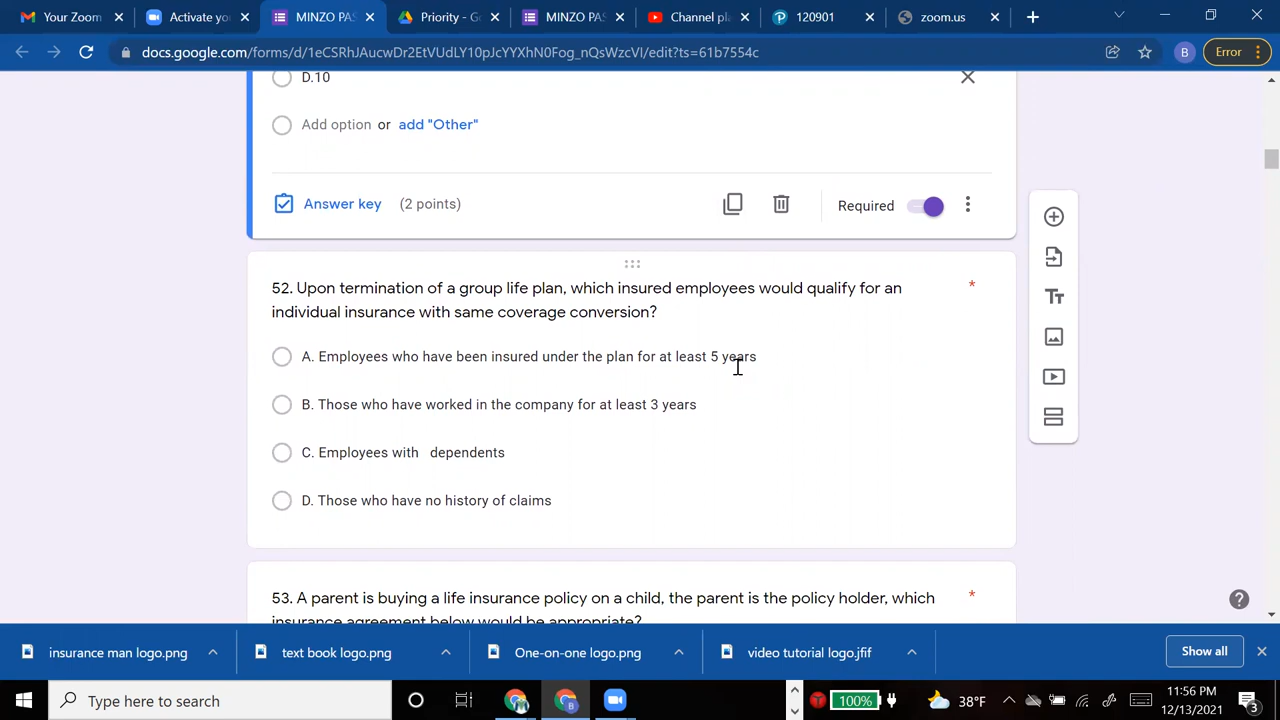 Your Zoom
Activate you
MINZO PAS
Priority - Go
MINZO PAS
Channel pla
120901
zoom.us
docs.google.com/forms/d/1eCSRhJAucwDr2EtVUdLY10pJcYYXhN0Fog_nQsWzcVI/edit?ts=61b7554c
B
Error
D.10
Add option or add "Other"
Answer key (2 points)
Required
52. Upon termination of a group life plan, which insured employees would qualify for an *
individual insurance with same coverage conversion?
A. Employees who have been insured under the plan for at least 5 years
B. Those who have worked in the company for at least 3 years
C. Employees with dependents
D. Those who have no history of claims
53. A parent is buying a life insurance policy on a child, the parent is the policy holder, which *
insurance agreement below would be appropriate?
insurance man logo.png
text book logo.png
One-on-one logo.png
video tutorial logo.jfif
Show all
Type here to search
100%
38°F
11:56 PM
12/13/2021
3